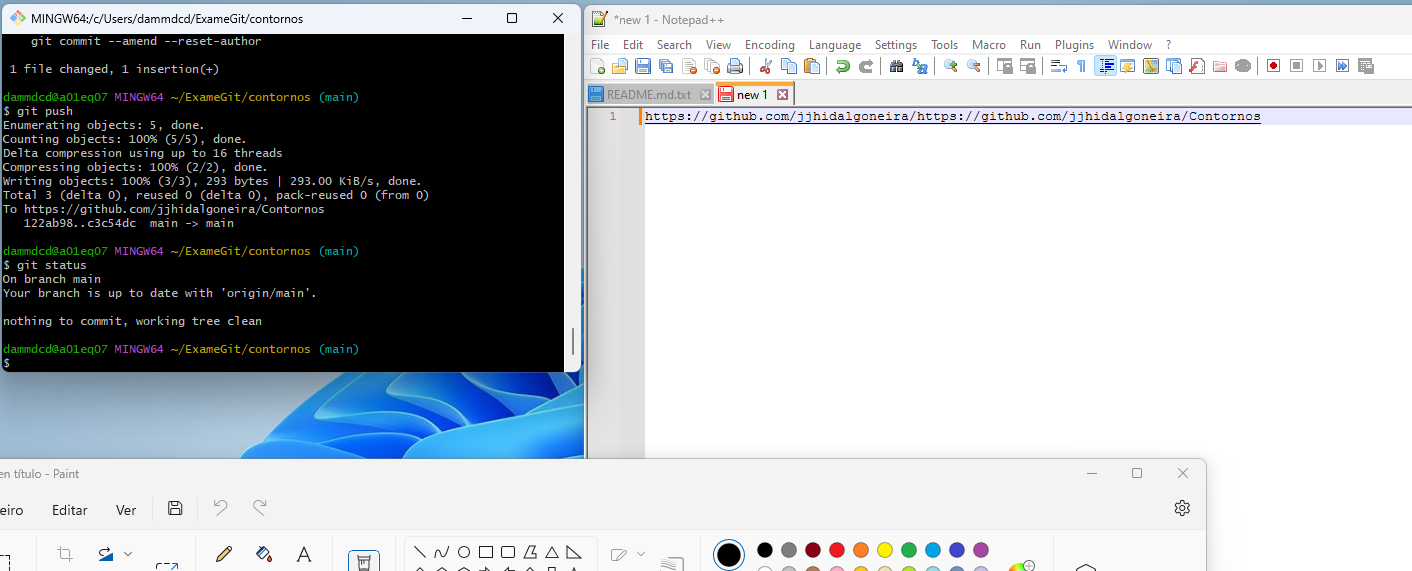 MINGW64:/c/Users/dammdcd/ExameGit/contornos
git commit --amend --reset-author
1 file changed, 1 insertion(+)
dammdcd@a01eq07 MINGW64 ~/ExameGit/contornos (main)
$ git push
Enumerating objects: 5, done.
Counting objects: 100% (5/5), done.
Delta compression using up to 16 threads
Compressing objects: 100% (2/2), done.
Writing objects: 100% (3/3), 293 bytes | 293.00 KiB/s, done.
Total 3 (delta 0), reused 0 (delta 0), pack-reused 0 (from 0)
To https://github.com/jjhidalgoneira/Contornos
122ab98..c3c54dc  main -> main
dammdcd@a01eq07 MINGW64 ~/ExameGit/contornos (main)
$ git status
On branch main
Your branch is up to date with 'origin/main'.
nothing to commit, working tree clean
dammdcd@a01eq07 MINGW64 ~/ExameGit/contornos (main)
$
*new 1 - Notepad++
File Edit Search View Encoding Language Settings Tools Macro Run Plugins Window ?
README.md.txt new 1
1 https://github.com/jjhidalgoneira/https://github.com/jjhidalgoneira/Contornos
en título - Paint
eiro Editar Ver
A